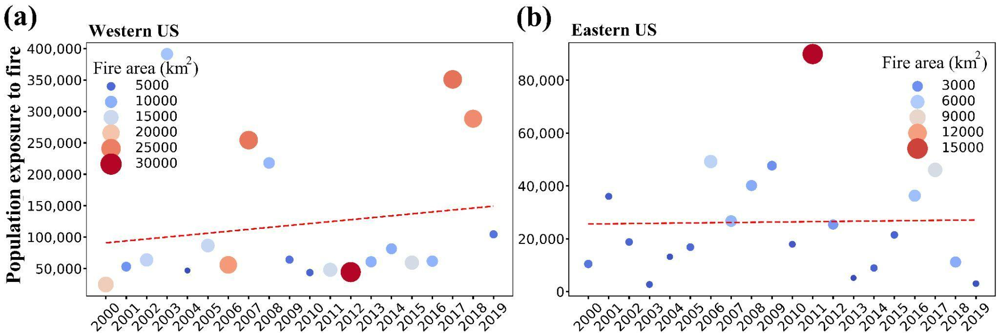 (a)
Western US
Population exposure to fire
400,000
350,000
300,000
250,000
200,000
150,000
100,000
50,000
Fire area (km²)
5000
10000
15000
20000
25000
30000
2000 2001 2002 2003 2004 2005 2006 2007 2008 2009 2010 2011 2012 2013 2014 2015 2016 2017 2018 2019
(b)
Eastern US
80,000
60,000
40,000
20,000
0
Fire area (km²)
3000
6000
9000
12000
15000
2000 2001 2002 2003 2004 2005 2006 2007 2008 2009 2010 2011 2012 2013 2014 2015 2016 2017 2018 2019